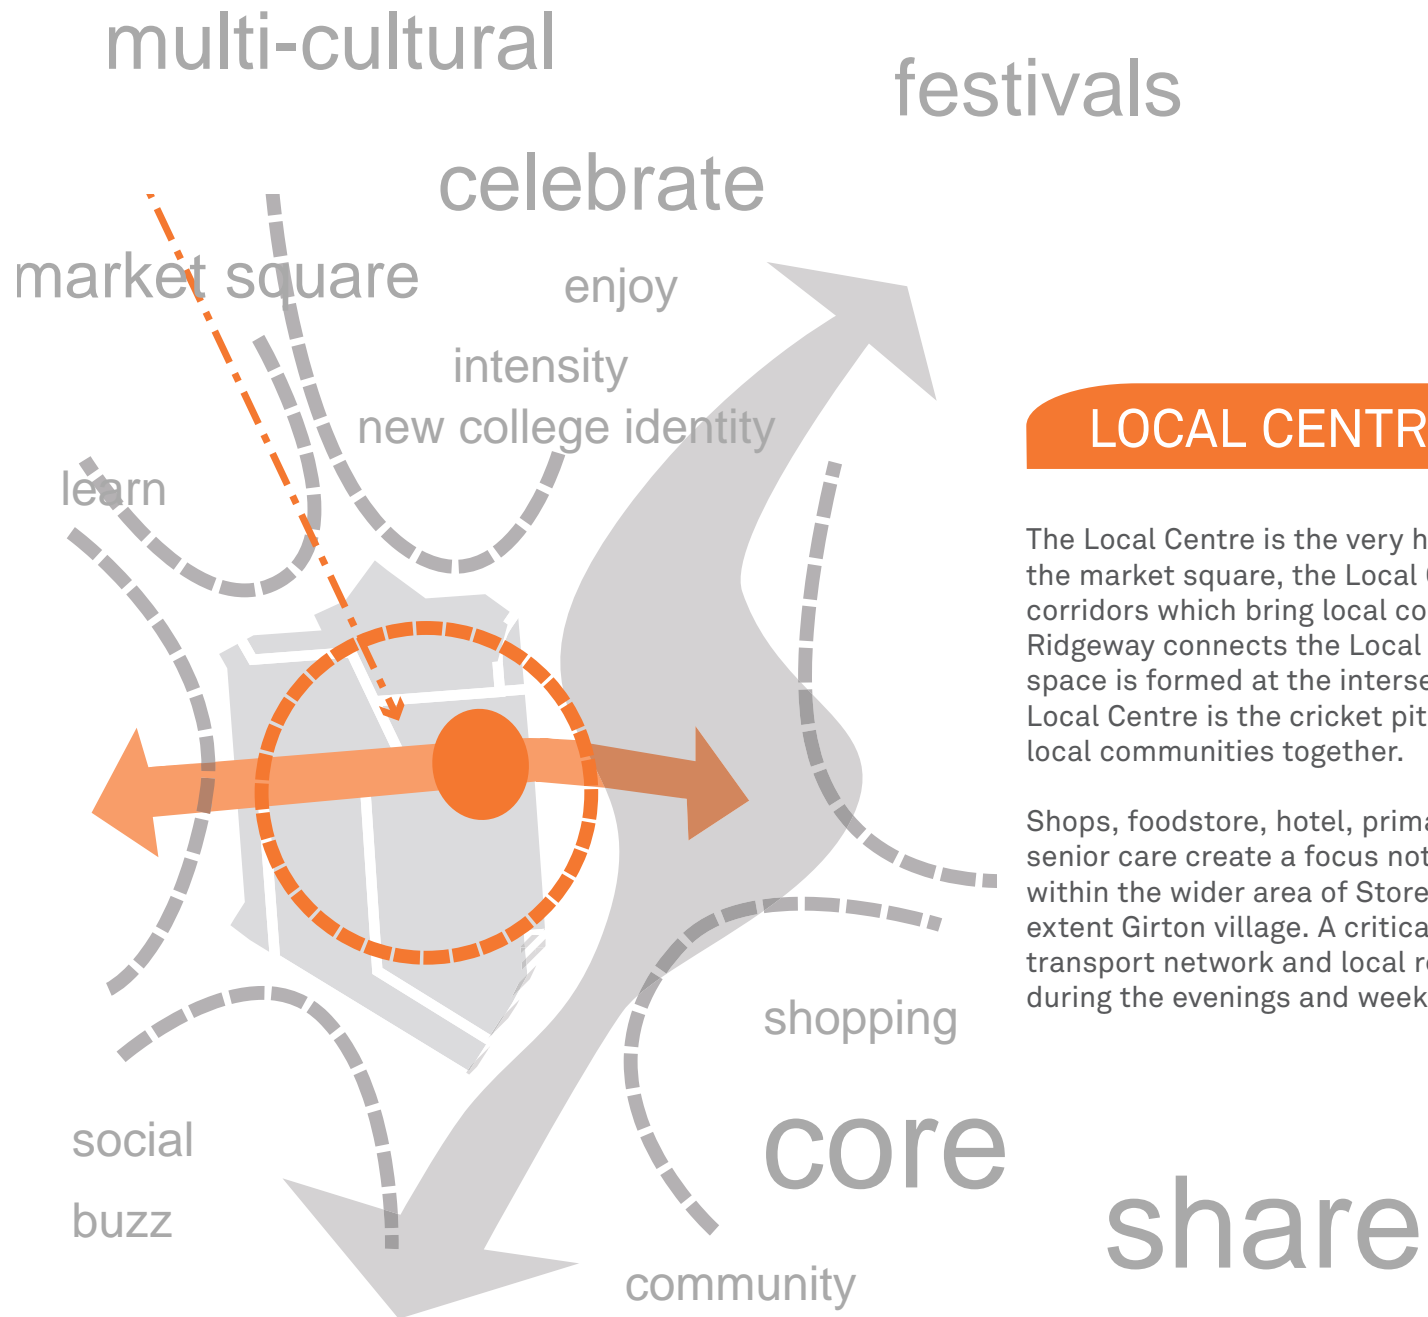 multi-cultural
festivals
celebrate
market square
enjoy
intensity
new college identity
learn
LOCAL CENTR
The Local Centre is the very h
the market square, the Local
corridors which bring local co
Ridgeway connects the Local
space is formed at the interse
Local Centre is the cricket pit
local communities together.
Shops, foodstore, hotel, prima
senior care create a focus not
within the wider area of Store
extent Girton village. A critica
transport network and local re
during the evenings and week
shopping
core
social
share
buzz
community